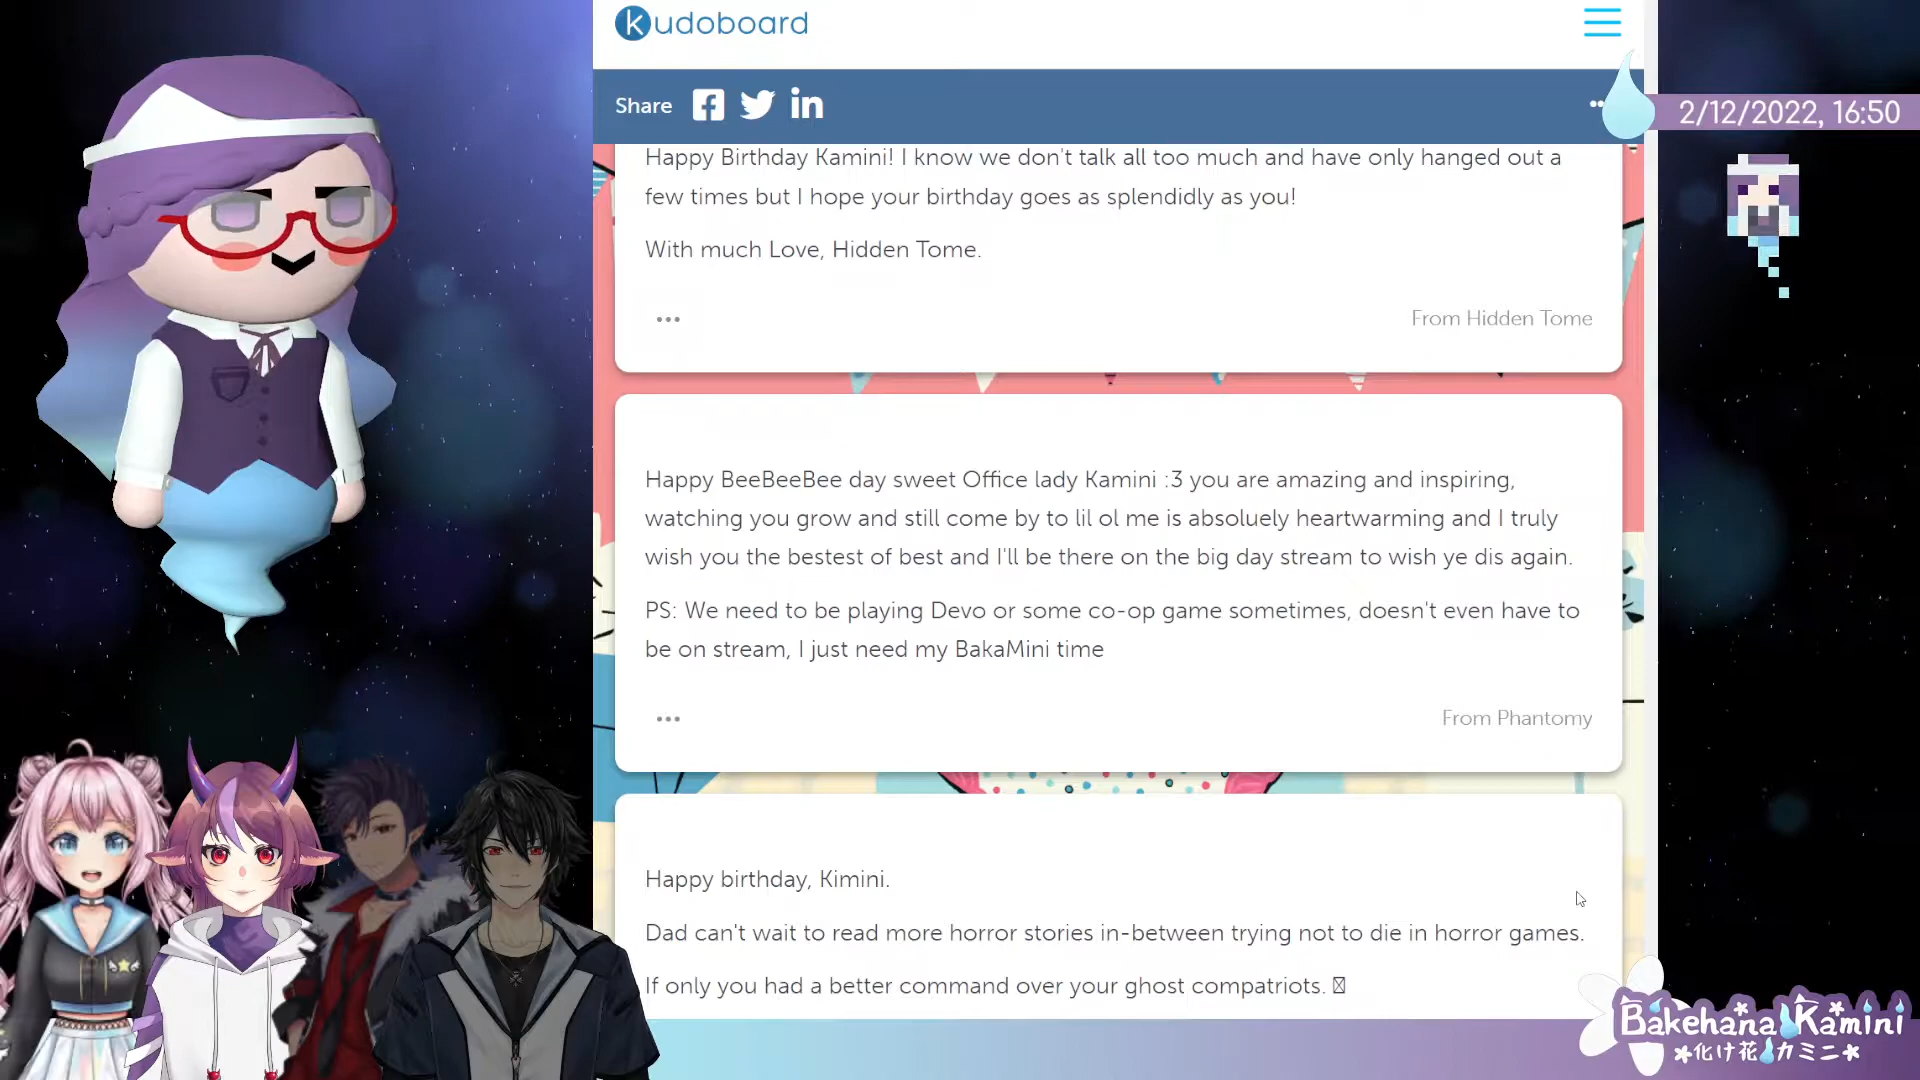 kudoboard
Share
2/12/2022, 16:50
Happy Birthday Kamini! I know we don't talk all too much and have only hanged out a
few times but I hope your birthday goes as splendidly as you!
With much Love, Hidden Tome.
From Hidden Tome
Happy BeeBeeBee day sweet Office lady Kamini :3 you are amazing and inspiring,
watching you grow and still come by to lil ol me is absoluely heartwarming and I truly
wish you the bestest of best and I'll be there on the big day stream to wish ye dis again.
PS: We need to be playing Devo or some co-op game sometimes, doesn't even have to
be on stream, I just need my BakaMini time
From Phantomy
Happy birthday, Kimini.
Dad can't wait to read more horror stories in-between trying not to die in horror games.
If only you had a better command over your ghost compatriots.
Bakehana Kamini
化け花カミニ